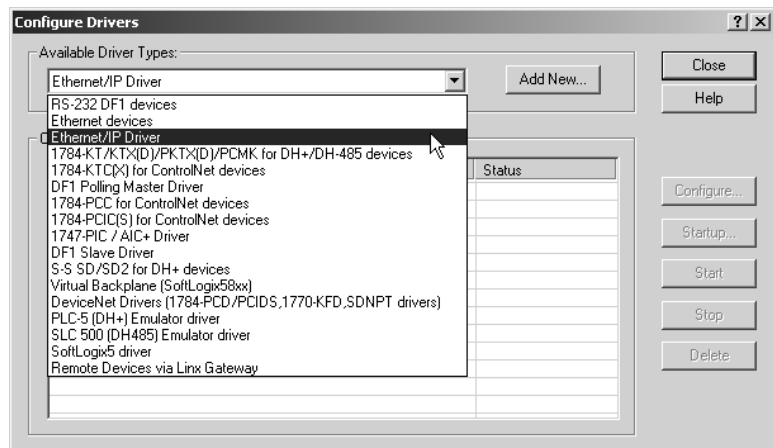 Configure Drivers
Available Driver Types:
Ethernet/IP Driver
Add New...
Close
Help
RS-232 DF1 devices
Ethernet devices
Ethernet/IP Driver
1784-KT/KTX(D)/PKTX(D)/PCMK for DH+/DH-485 devices
1784-KTC(X) for ControlNet devices
DF1 Polling Master Driver
1784-PCC for ControlNet devices
1784-PCIC(S) for ControlNet devices
1747-PIC / AIC+ Driver
DF1 Slave Driver
S-S SD/SD2 for DH+ devices
Virtual Backplane (SoftLogix58xx)
DeviceNet Drivers (1784-PCD/PCIDS,1770-KFD,SDNPT drivers)
PLC-5 (DH+) Emulator driver
SLC 500 (DH485) Emulator driver
SoftLogix5 driver
Remote Devices via Linx Gateway
Status
Configure...
Startup...
Start
Stop
Delete